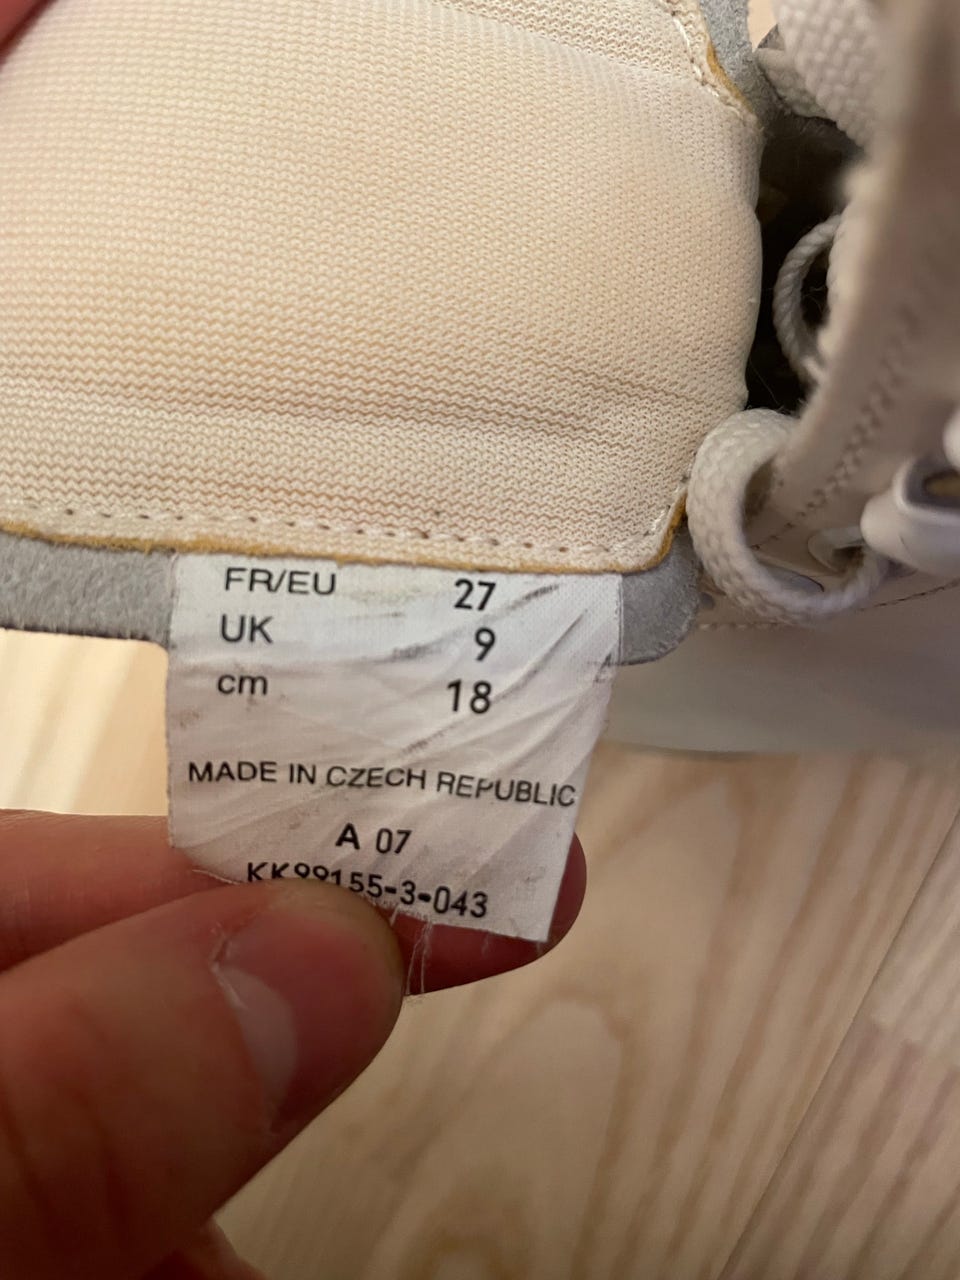 FR/EU 27
UK 9
cm 18
MADE IN CZECH REPUBLIC
A 07
KK99155-3-043